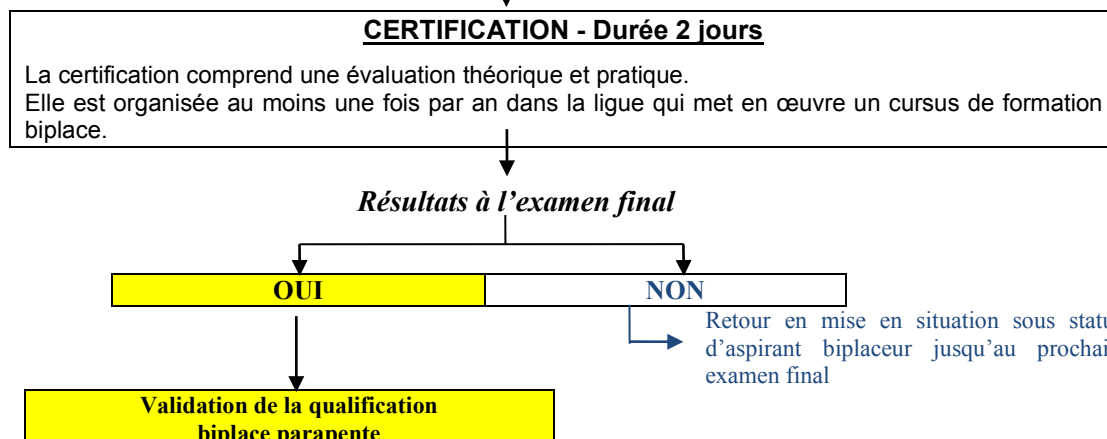 CERTIFICATION - Durée 2 jours
La certification comprend une évaluation théorique et pratique.
Elle est organisée au moins une fois par an dans la ligue qui met en œuvre un cursus de formation
biplace.
Résultats à l’examen final
OUI
NON
Retour en mise en situation sous statu
d’aspirant biplaceur jusqu’au prochai
examen final
Validation de la qualification
biplace parapente